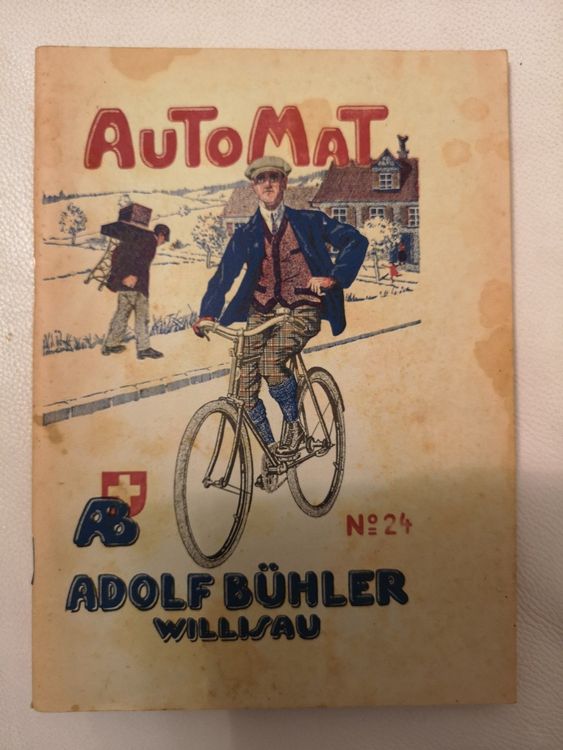 AUTOMAT
AB
No 24
ADOLF BÜHLER
WILLISAU